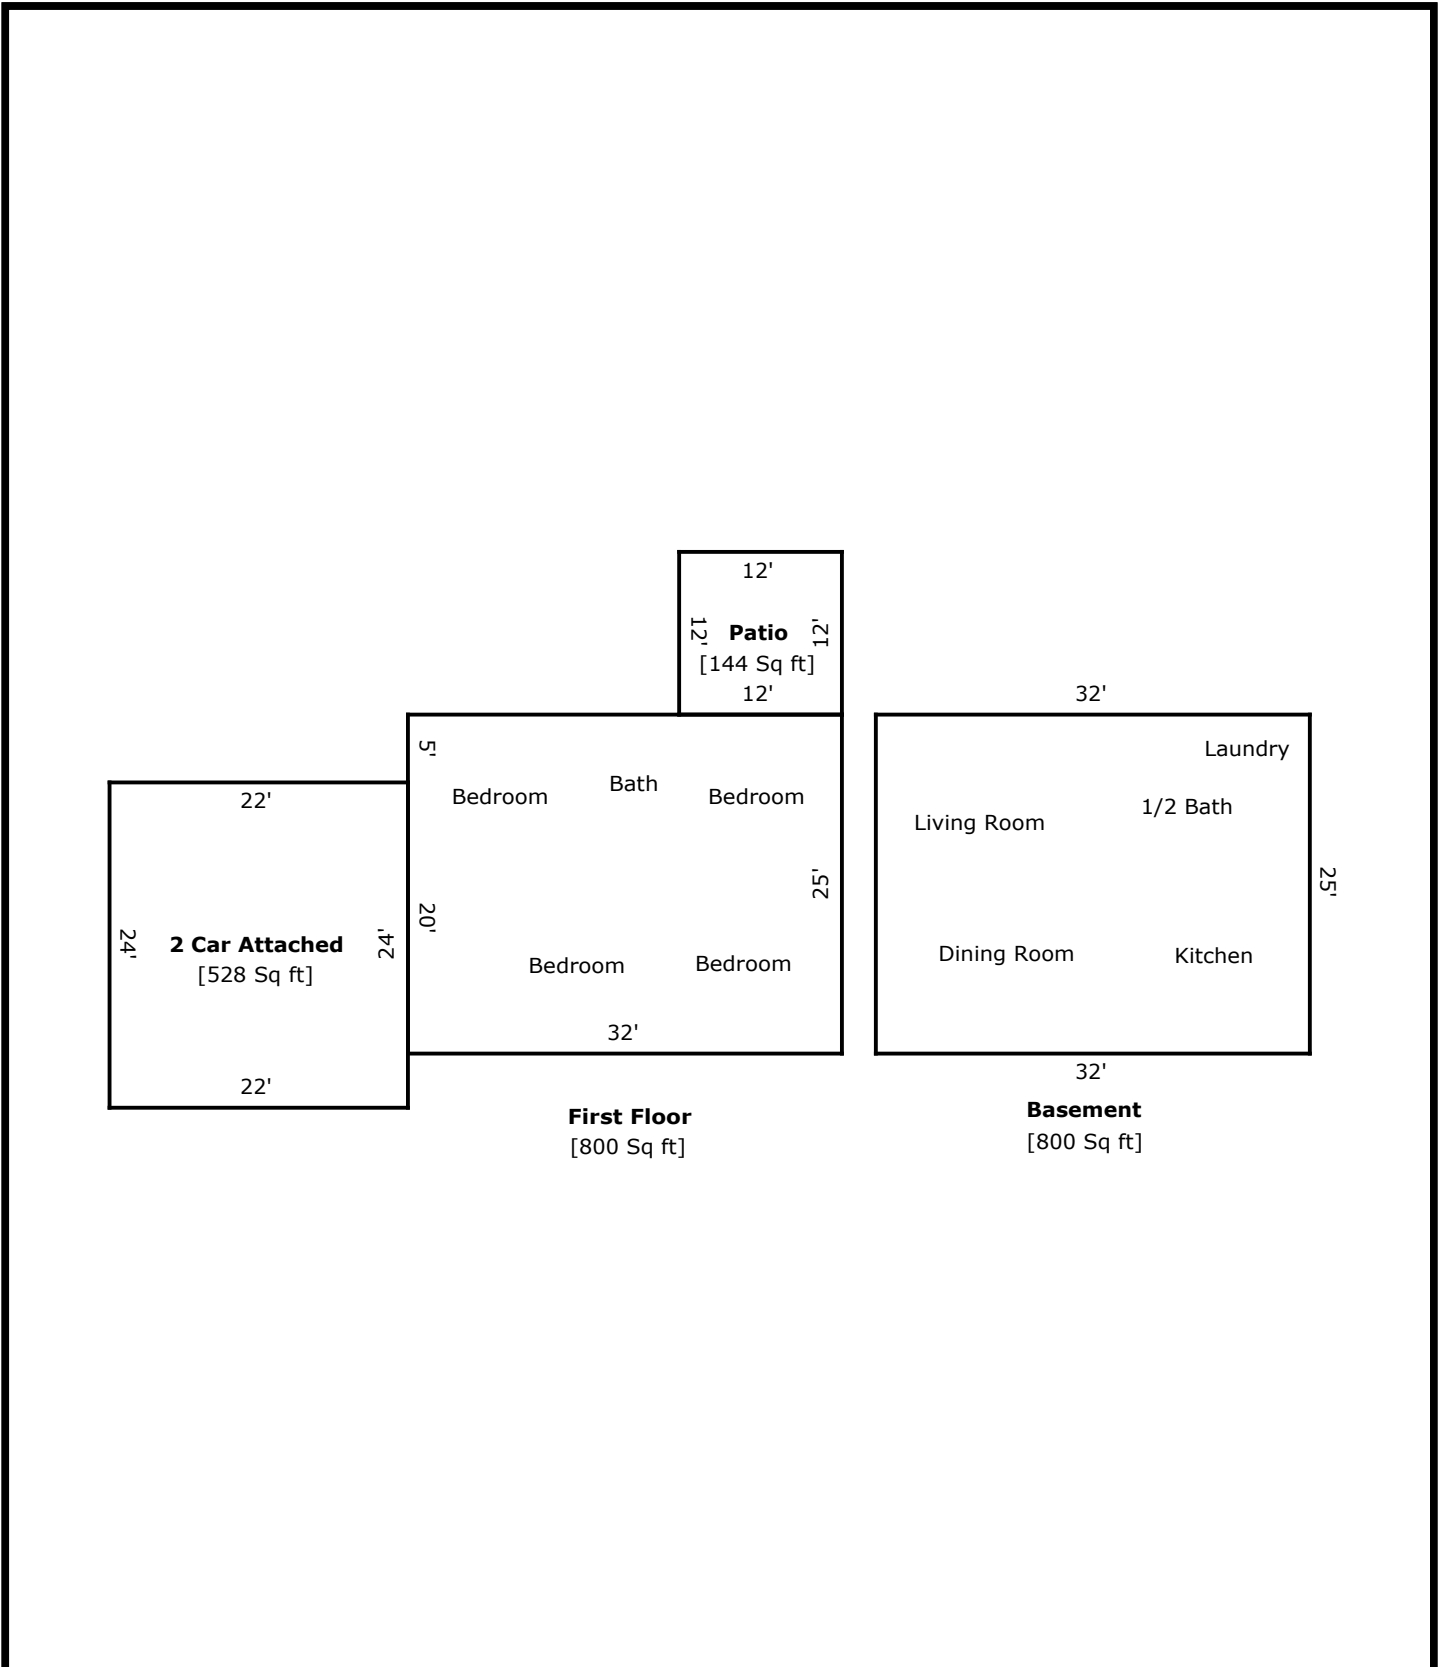 12'
12'
Patio
12'
[144 Sq ft]
12'
5'
Bedroom
Bath
Bedroom
22'
24'
2 Car Attached
[528 Sq ft]
24'
20'
25'
Bedroom
Bedroom
32'
22'
First Floor
[800 Sq ft]
32'
Laundry
1/2 Bath
Living Room
25'
Dining Room
Kitchen
32'
Basement
[800 Sq ft]